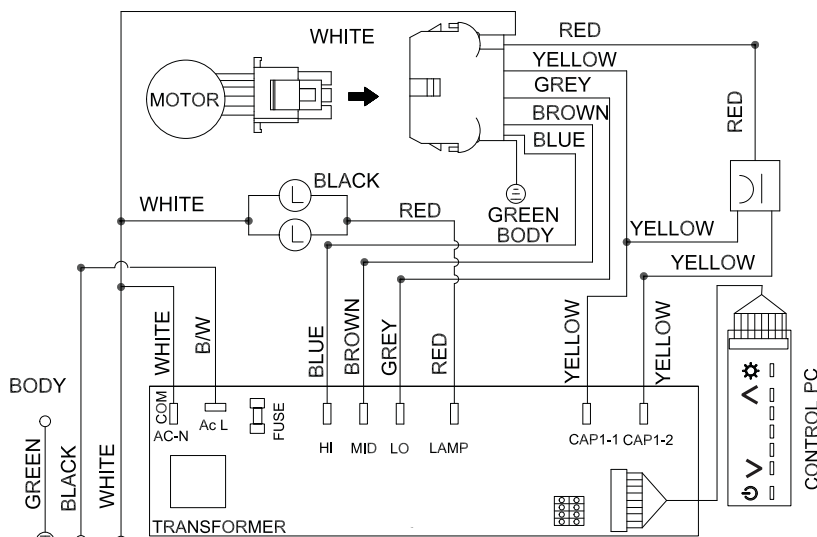 RED
WHITE
YELLOW
GREY
MOTOR
BROWN
RED
BLUE
BLACK
WHITE
RED
GREEN
BODY
YELLOW
YELLOW
WHITE
B/W
BLUE
BROWN
GREY
RED
YELLOW
YELLOW
BODY
COM
AC-N
Ac L
FUSE
HI
MID
LO
LAMP
CAP1-1
CAP1-2
CONTROL PC
GREEN
BLACK
WHITE
TRANSFORMER
L
L